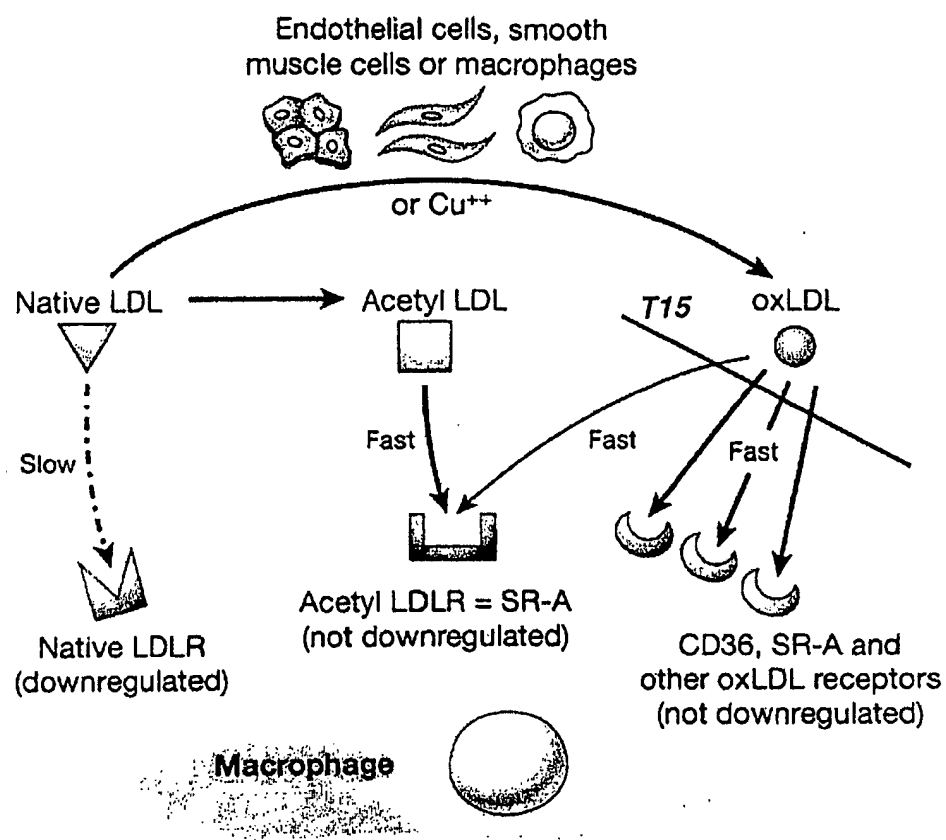 Endothelial cells, smooth
muscle cells or macrophages
or Cu++
Native LDL
Acetyl LDL
T15
oxLDL
Slow
Fast
Fast
Fast
Native LDLR
(downregulated)
Acetyl LDLR = SR-A
(not downregulated)
CD36, SR-A and
other oxLDL receptors
(not downregulated)
Macrophage